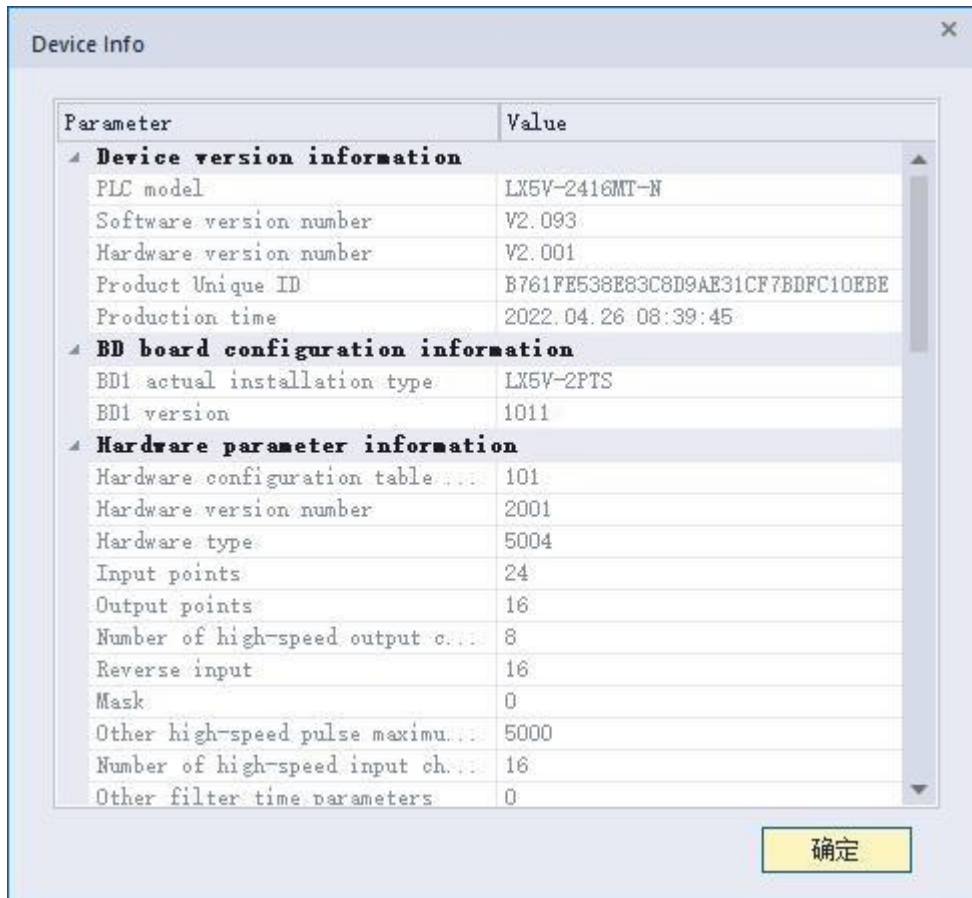 Device Info
Parameter Value
Device version information
PLC model LX5V-2416MT-N
Software version number V2.093
Hardware version number V2.001
Product Unique ID B761FE538E83C8D9AE31CF7BDFC10EBE
Production time 2022.04.26 08:39:45
BD board configuration information
BD1 actual installation type LX5V-2PTS
BD1 version 1011
Hardware parameter information
Hardware configuration table ... 101
Hardware version number 2001
Hardware type 5004
Input points 24
Output points 16
Number of high-speed output c... 8
Reverse input 16
Mask 0
Other high-speed pulse maximu... 5000
Number of high-speed input ch... 16
Other filter time parameters 0
确定